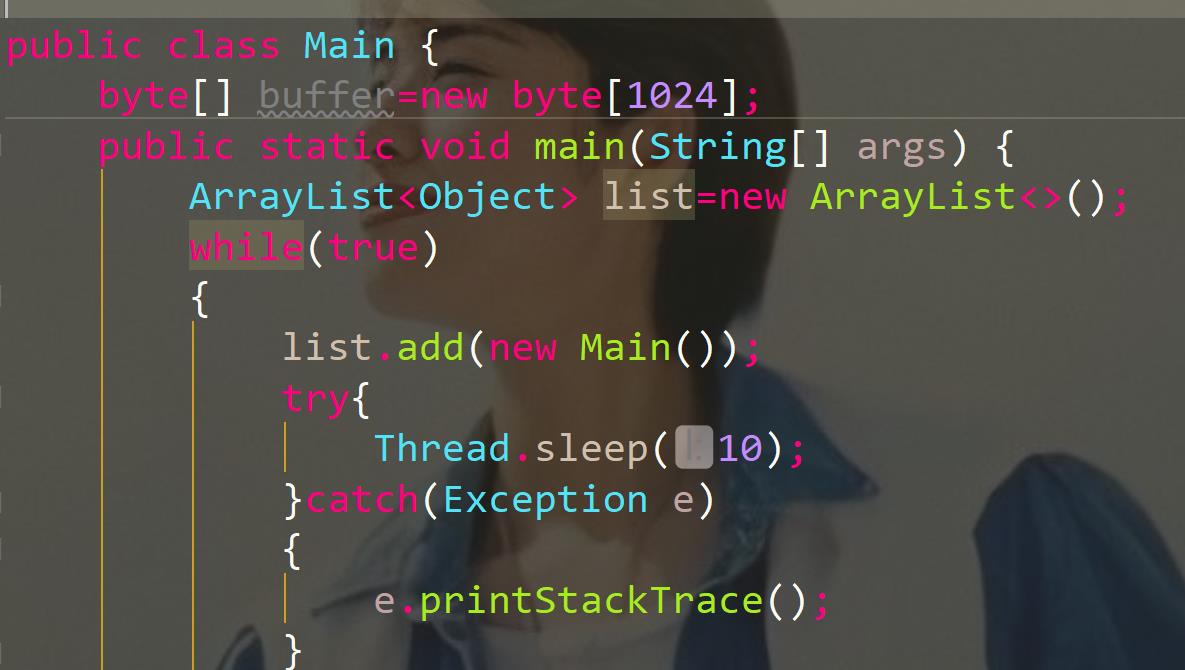 public class Main {
byte[] buffer=new byte[1024];
public static void main(String[] args) {
ArrayList<Object> list=new ArrayList<>();
while(true)
{
list.add(new Main());
try{
Thread.sleep( l: 10);
}catch(Exception e)
{
e.printStackTrace();
}